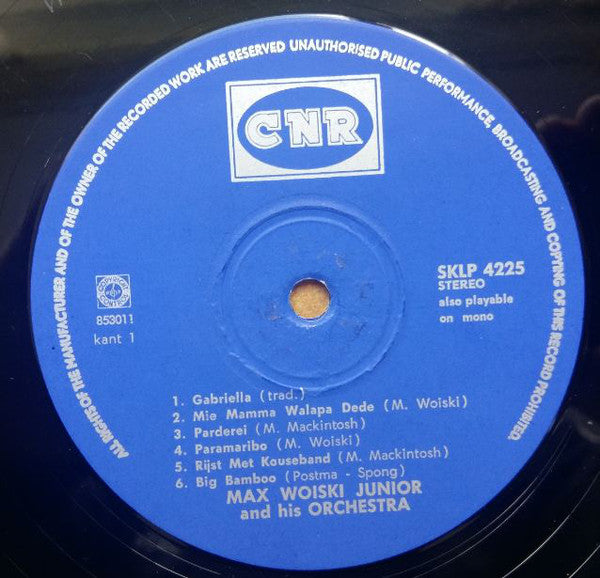 ALL RIGHTS OF THE MANUFACTURER AND OF THE OWNER OF THE RECORDED WORK ARE RESERVED UNAUTHORISED PUBLIC PERFORMANCE, BROADCASTING AND COPYING OF THIS RECORD PROHIBITED
CNR
853011
kant 1
SKLP 4225
STEREO
also playable
on mono
1. Gabriella (trad.)
2. Mie Mamma Walapa Dede (M. Woiski)
3. Parderei (M. Mackintosh)
4. Paramaribo (M. Woiski)
5. Rijst Met Kouseband (M. Mackintosh)
6. Big Bamboo (Postma - Spong)
MAX WOISKI JUNIOR
and his ORCHESTRA